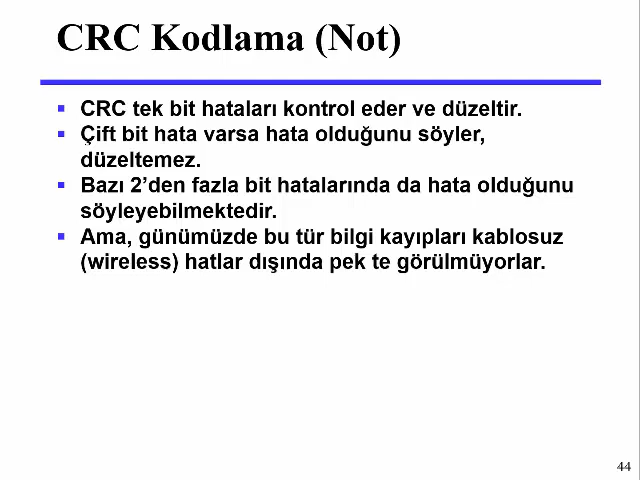 CRC Kodlama (Not)
▪ CRC tek bit hataları kontrol eder ve düzeltir.
▪ Çift bit hata varsa hata olduğunu söyler,
düzeltemez.
▪ Bazı 2’den fazla bit hatalarında da hata olduğunu
söyleyebilmektedir.
▪ Ama, günümüzde bu tür bilgi kayıpları kablosuz
(wireless) hatlar dışında pek te görülmüyorlar.
44